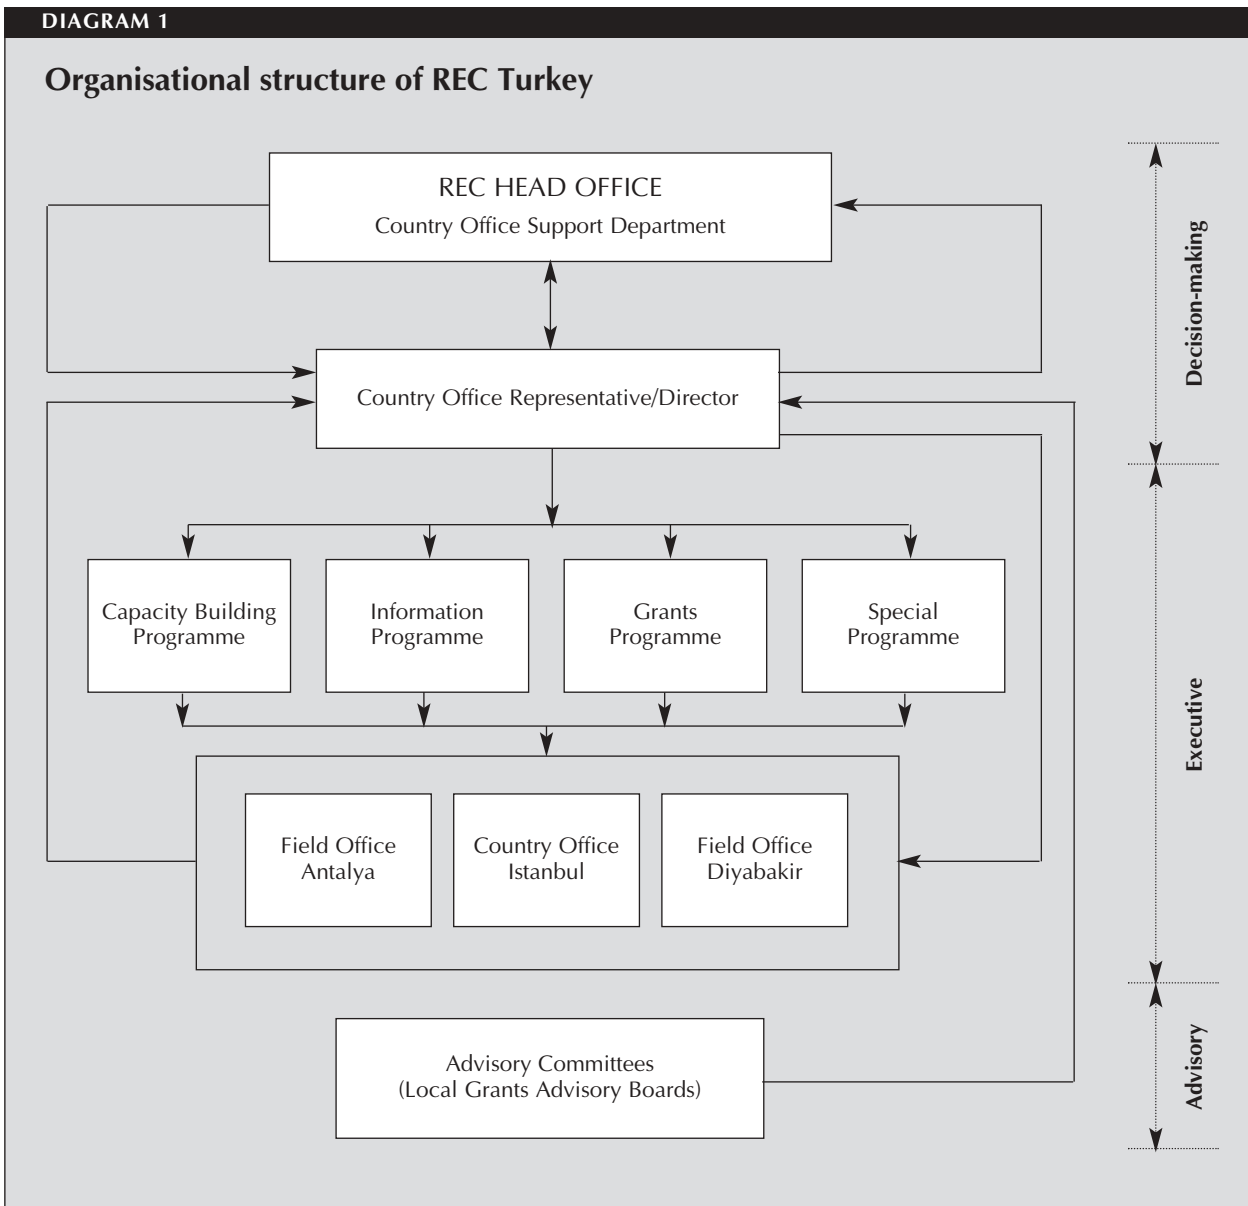 DIAGRAM 1
Organisational structure of REC Turkey
REC HEAD OFFICE
Country Office Support Department
Decision-making
Country Office Representative/Director
Capacity Building
Programme
Information
Programme
Grants
Programme
Special
Programme
Executive
Field Office
Antalya
Country Office
Istanbul
Field Office
Diyabakir
Advisory Committees
(Local Grants Advisory Boards)
Advisory